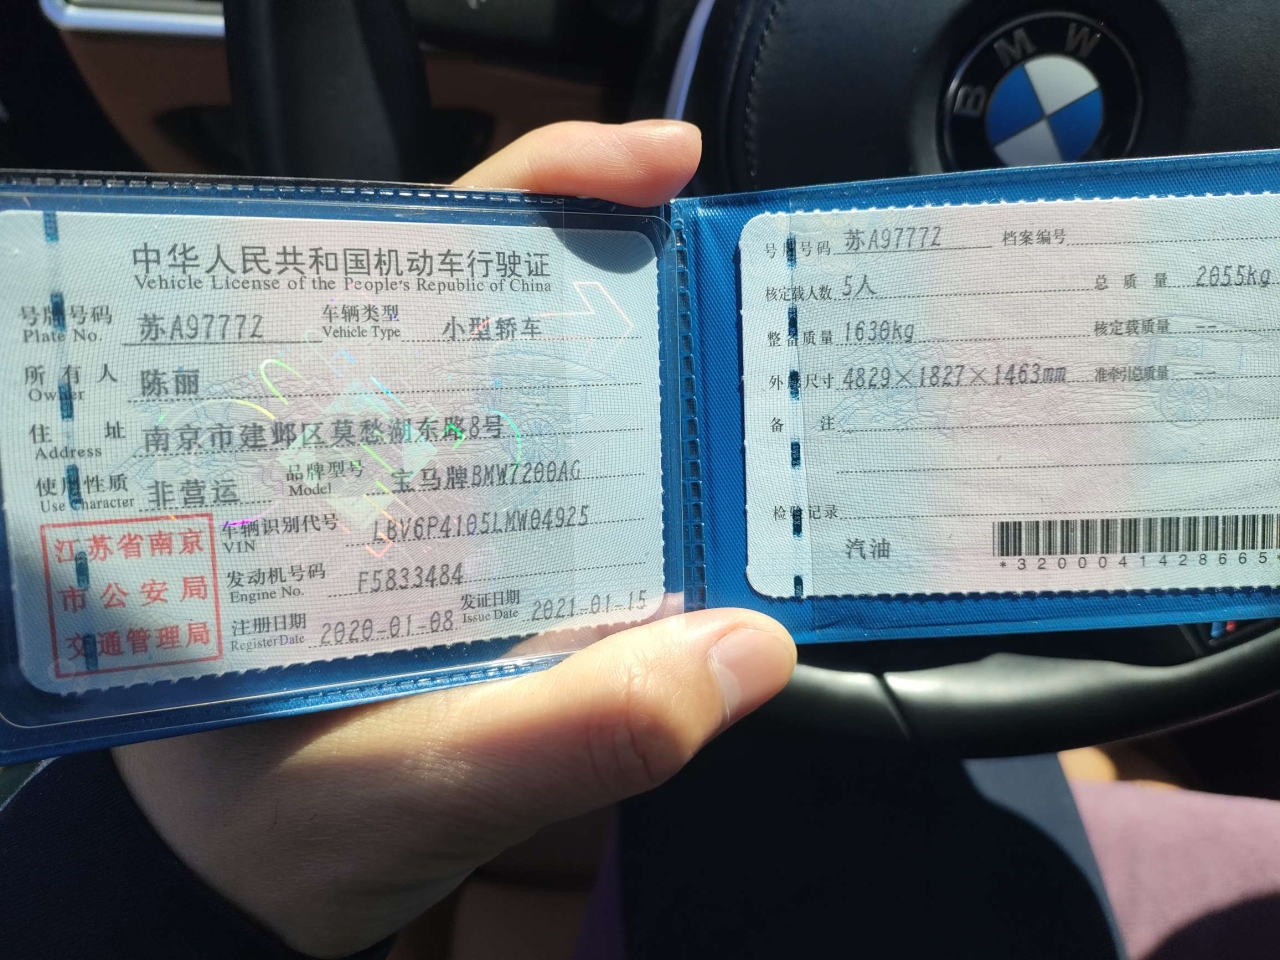 BMW
中华人民共和国机动车行驶证
Vehicle License of the People's Republic of China
号牌号码 苏A9777Z 车辆类型 小型轿车
Plate No Vehicle Type
所有人 陈丽
Owner
住址 南京市建邺区莫愁湖东路8号
Address
使用性质 非营运 品牌型号 宝马牌BMW7200AG
Use Character Model
江苏省南京
市公安局
交通管理局
车辆识别代号 LBV6P4105LMW04925
VIN
发动机号码 F5833484
Engine No.
注册日期 2020-01-08 发证日期 2021-01-15
Register Date Issue Date
号牌号码 苏A9777Z 档案编号
核定载人数 5人 总质量 2055kg
整备质量 1630kg 核定载质量 --
外廓尺寸 4829×1827×1463mm 准牵引总质量 --
备注
检验记录
汽油
*3200041428665*